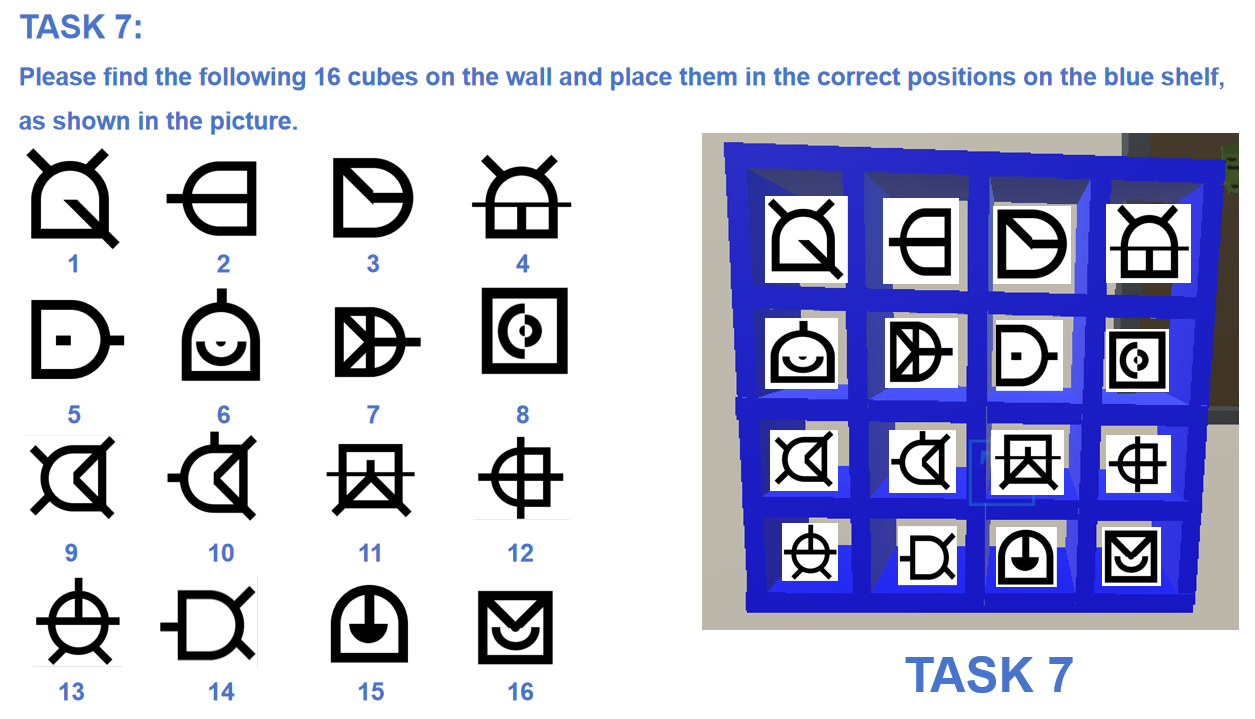 TASK 7:
Please find the following 16 cubes on the wall and place them in the correct positions on the blue shelf,
as shown in the picture.
1 2 3 4
5 6 7 8
9 10 11 12
13 14 15 16
TASK 7